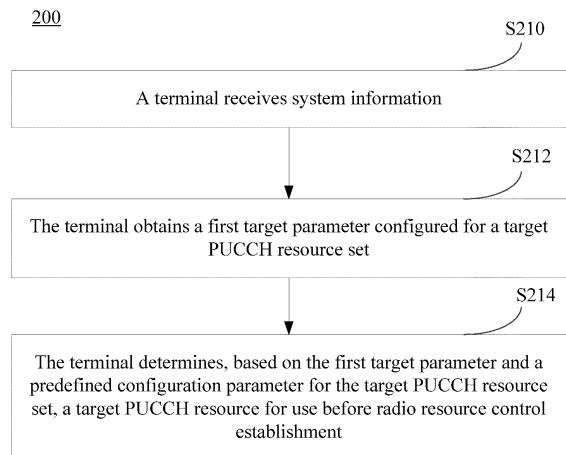 200
S210
A terminal receives system information
S212
The terminal obtains a first target parameter configured for a target
PUCCH resource set
S214
The terminal determines, based on the first target parameter and a
predefined configuration parameter for the target PUCCH resource
set, a target PUCCH resource for use before radio resource control
establishment